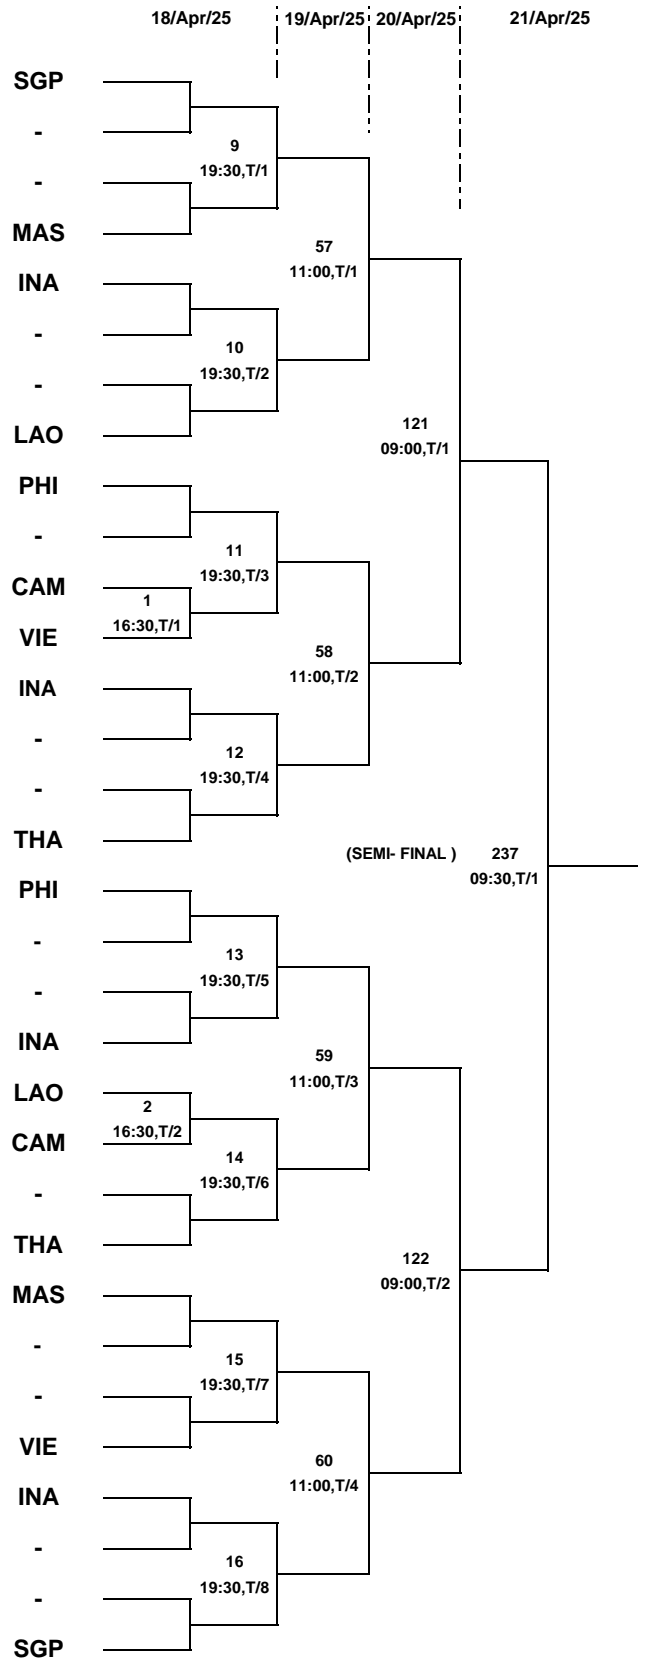 18/Apr/25 19/Apr/25 20/Apr/25 21/Apr/25
SGP
-
9
19:30,T/1
-
MAS
57
11:00,T/1
INA
-
10
19:30,T/2
-
LAO
121
09:00,T/1
PHI
-
11
19:30,T/3
CAM
1
16:30,T/1
VIE
58
11:00,T/2
INA
-
12
19:30,T/4
-
THA
(SEMI- FINAL ) 237
09:30,T/1
PHI
-
13
19:30,T/5
-
INA
59
11:00,T/3
LAO
2
16:30,T/2
CAM
14
19:30,T/6
-
THA
122
09:00,T/2
MAS
-
15
19:30,T/7
-
VIE
60
11:00,T/4
INA
-
16
19:30,T/8
-
SGP